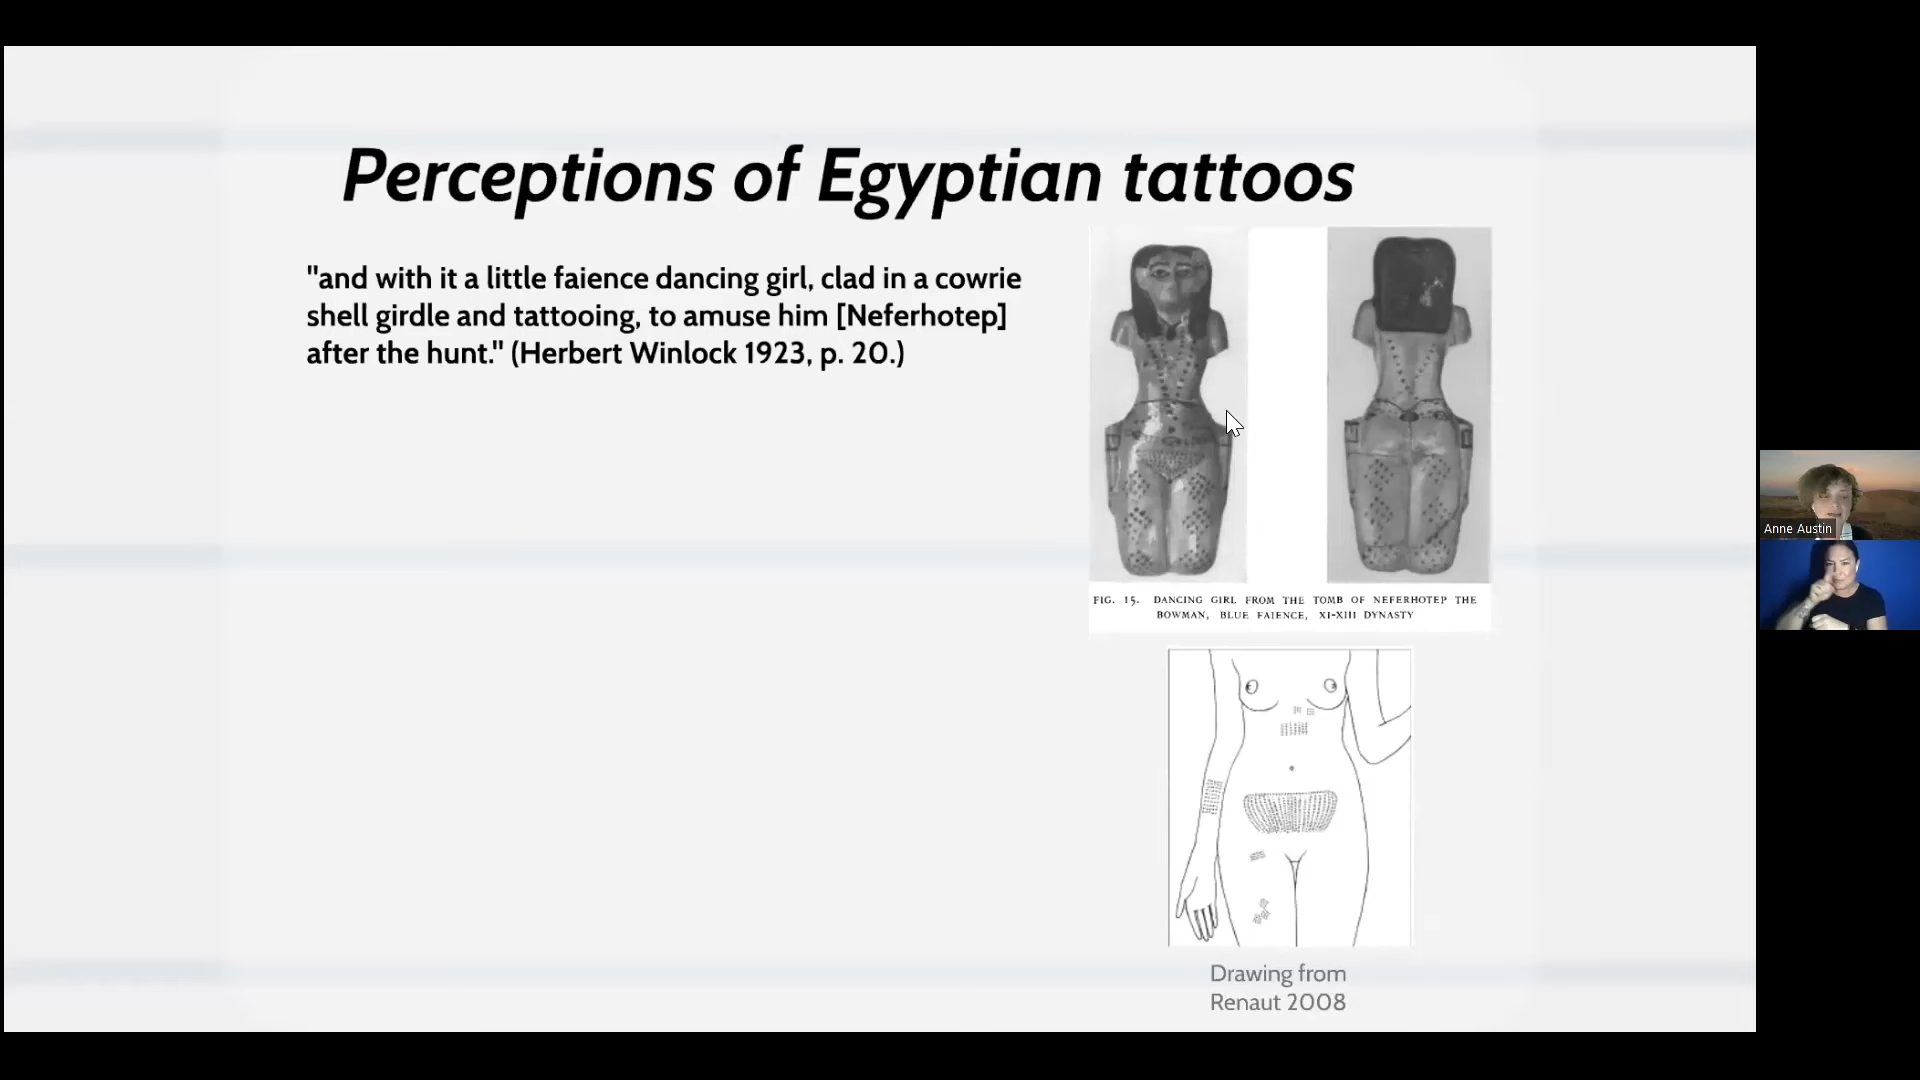 Perceptions of Egyptian tattoos
"and with it a little faience dancing girl, clad in a cowrie
shell girdle and tattooing, to amuse him [Neferhotep]
after the hunt." (Herbert Winlock 1923, p. 20.)
FIG. 15. DANCING GIRL FROM THE TOMB OF NEFERHOTEP THE
BOWMAN, BLUE FAIENCE, XI-XIII DYNASTY
Drawing from
Renaut 2008
Anne Austin